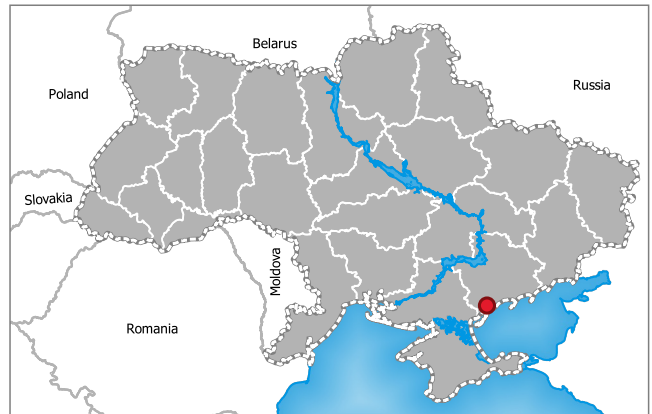 Belarus
Poland
Russia
Slovakia
Moldova
Romania